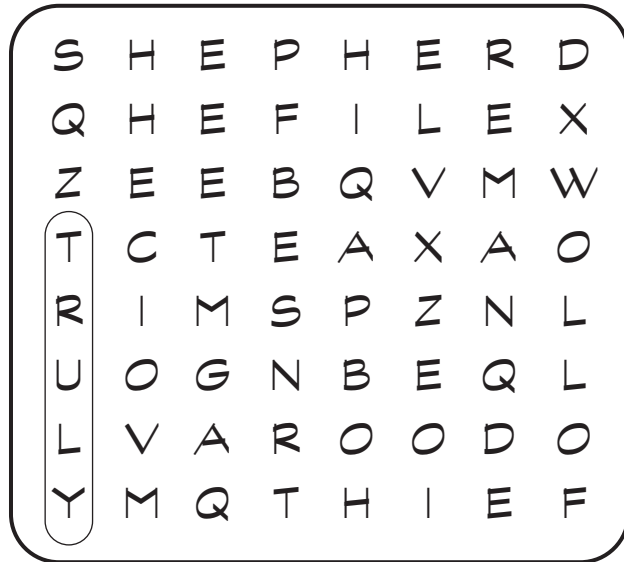 S H E P H E R D
Q H E F I L E X
Z E E B Q V M W
T C T E A X A O
R I M S P Z N L
U O G N B E Q L
L V A R O O D O
Y M Q T H I E F